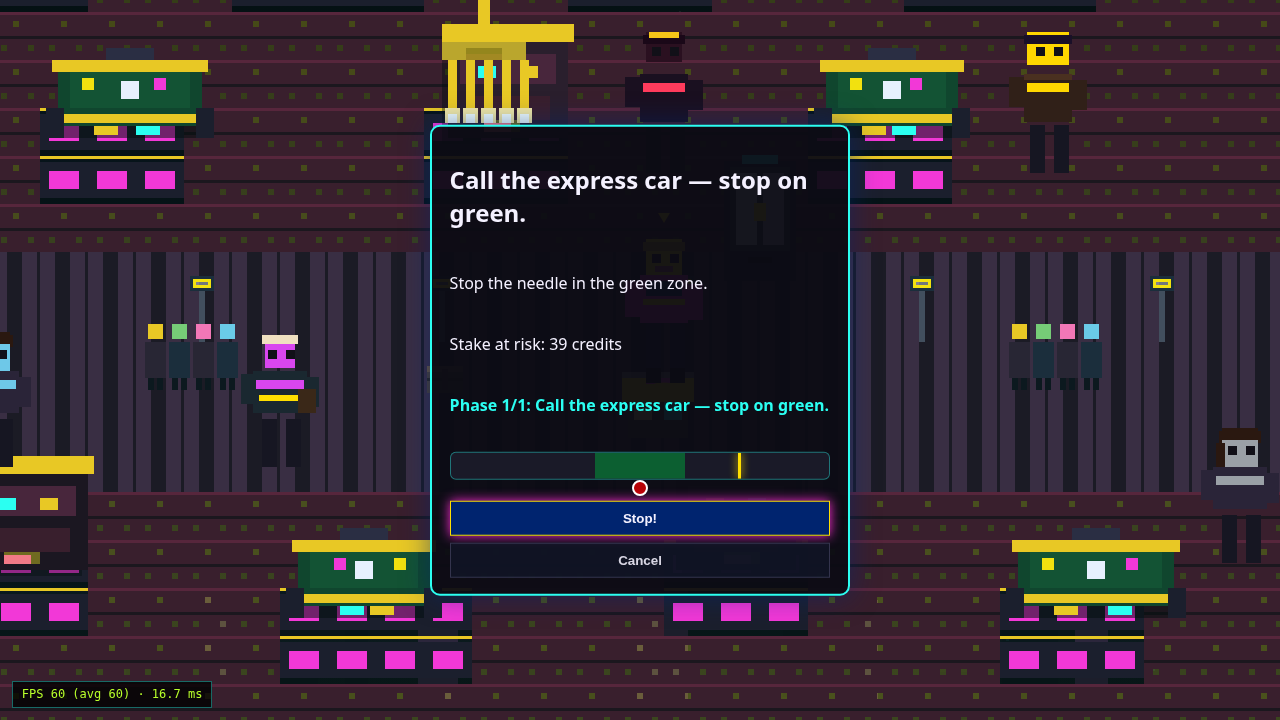 Call the express car — stop on
green.
Stop the needle in the green zone.
Stake at risk: 39 credits
Phase 1/1: Call the express car — stop on green.
Stop!
Cancel
FPS 60 (avg 60) · 16.7 ms